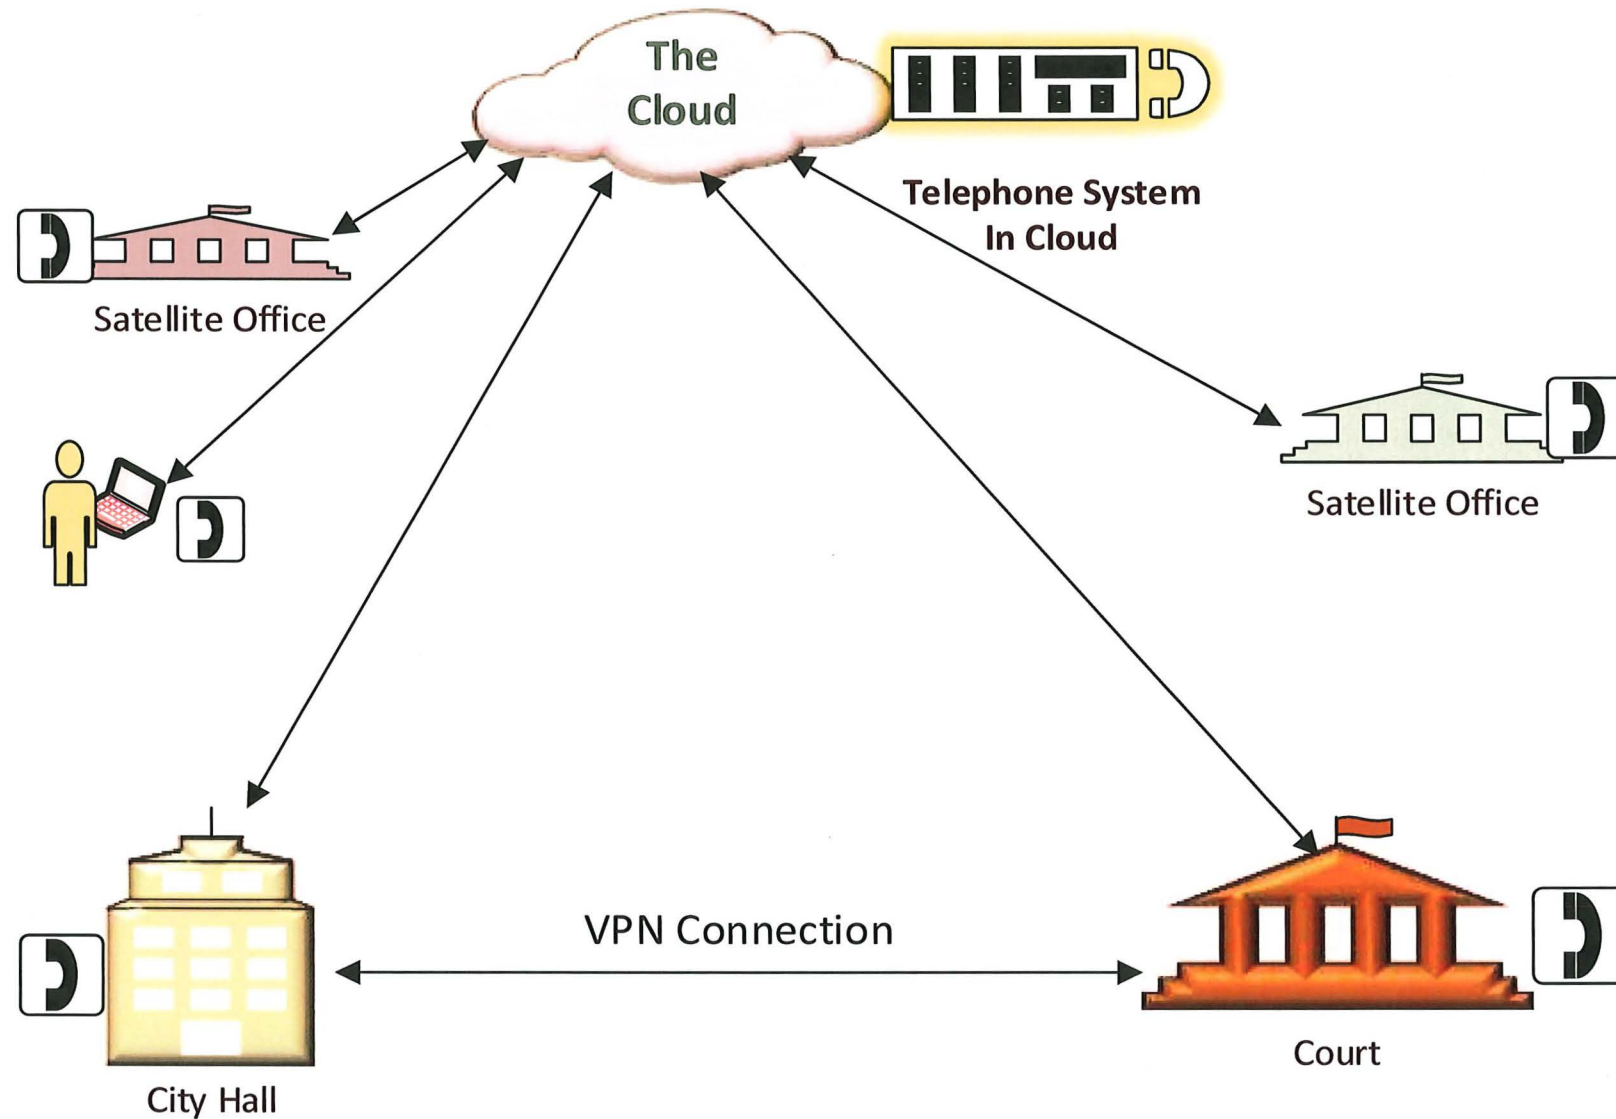 The
Cloud
Telephone System
In Cloud
Satellite Office
Satellite Office
VPN Connection
Court
City Hall